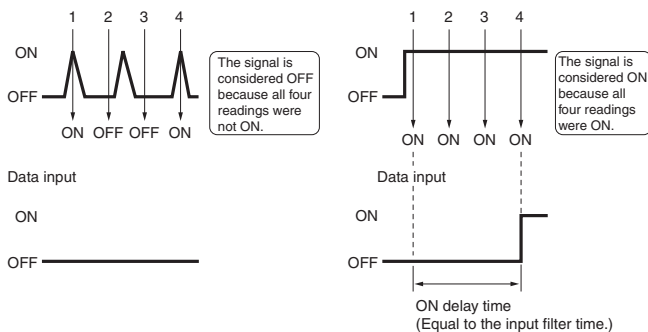 1 2 3 4
ON
OFF
ON OFF OFF ON
The signal is
considered OFF
because all four
readings were
not ON.
Data input
ON
OFF
1 2 3 4
ON
OFF
ON ON ON ON
The signal is
considered ON
because all
four readings
were ON.
Data input
ON
OFF
ON delay time
(Equal to the input filter time.)